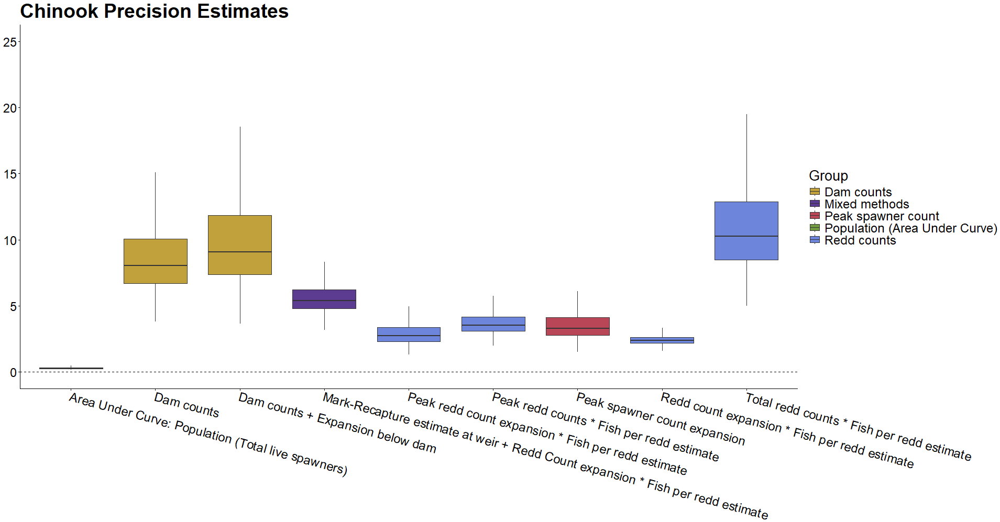 Chinook Precision Estimates
25
20
15
10
5
0
Area Under Curve: Population (Total live spawners)
Dam counts
Dam counts + Expansion below dam
Mark-Recapture estimate at weir + Redd Count expansion * Fish per redd estimate
Peak redd count expansion * Fish per redd estimate
Peak redd counts * Fish per redd estimate
Peak spawner count expansion
Redd count expansion * Fish per redd estimate
Total redd counts * Fish per redd estimate
Group
Dam counts
Mixed methods
Peak spawner count
Population (Area Under Curve)
Redd counts